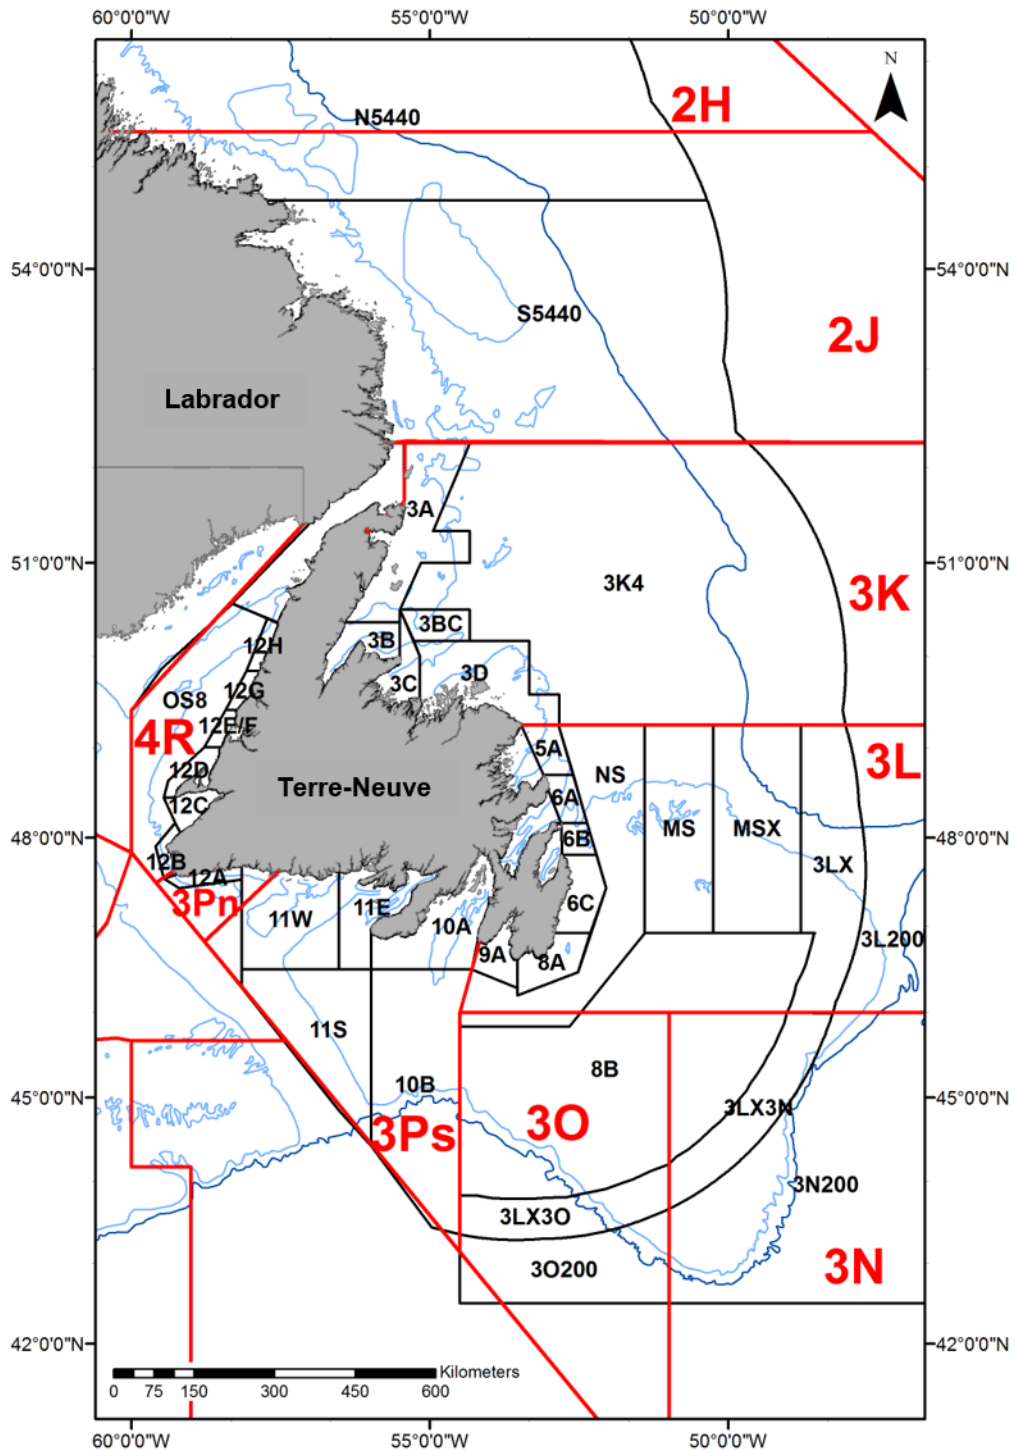 60°0'0"W 55°0'0"W 50°0'0"W
N
2H
N5440
54°0'0"N 54°0'0"N
S5440
2J
Labrador
3A
51°0'0"N 51°0'0"N
3K4
3K
3BC
3B
12H
3C
3D
12G
OS8
12E/F
4R
5A
3L
12D
NS
Terre-Neuve
6A
12C
MS
MSX
48°0'0"N 48°0'0"N
6B
12B
3LX
12A
3Pn
11E
6C
11W
10A
3L200
9A
8A
11S
8B
10B
45°0'0"N 45°0'0"N
3LX3N
3Ps
3O
3N200
3LX3O
3O200
3N
42°0'0"N 42°0'0"N
Kilometers
0 75 150 300 450 600
60°0'0"W 55°0'0"W 50°0'0"W